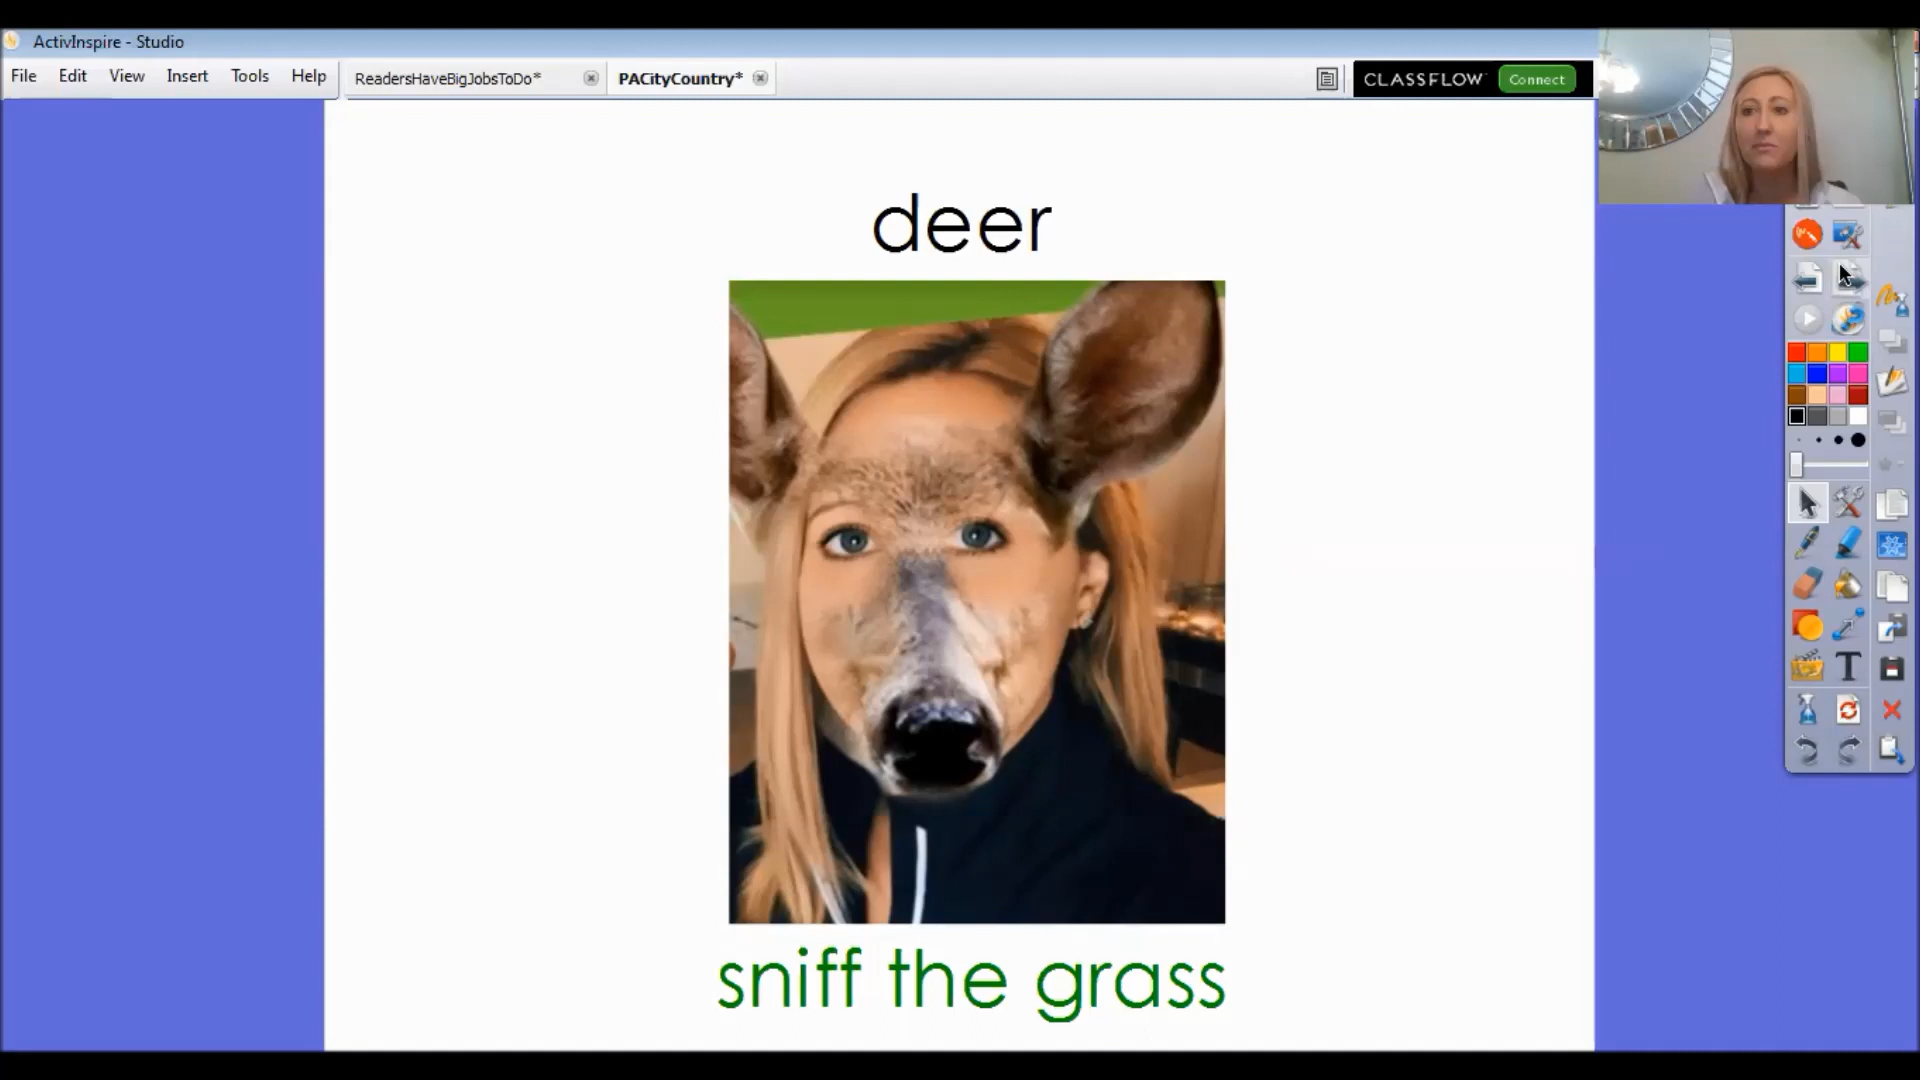 ActivInspire - Studio
File Edit View Insert Tools Help
ReadersHaveBigJobsToDo*
PACityCountry*
CLASSFLOW
Connect
deer
sniff the grass
T